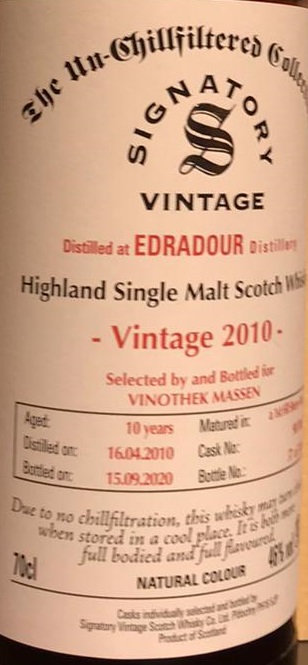 The Un-Chillfiltered
SIGNATORY
S
VINTAGE
Distilled at EDRADOUR Distillery
Highland Single Malt Scotch
- Vintage 2010 -
Selected by and Bottled for
VINOTHEK MASSEN
Aged: 10 years Matured in:
Distilled on: 16.04.2010 Cask No:
Bottled on: 15.09.2020 Bottle No.:
Due to no chillfiltration, this whisky may
when stored in a cool place. It is both more
full bodied and full flavoured.
70cl NATURAL COLOUR 46%
Casks individually selected and bottled by
Signatory Vintage Scotch Whisky Co. Ltd. Pitlochry
Product of Scotland